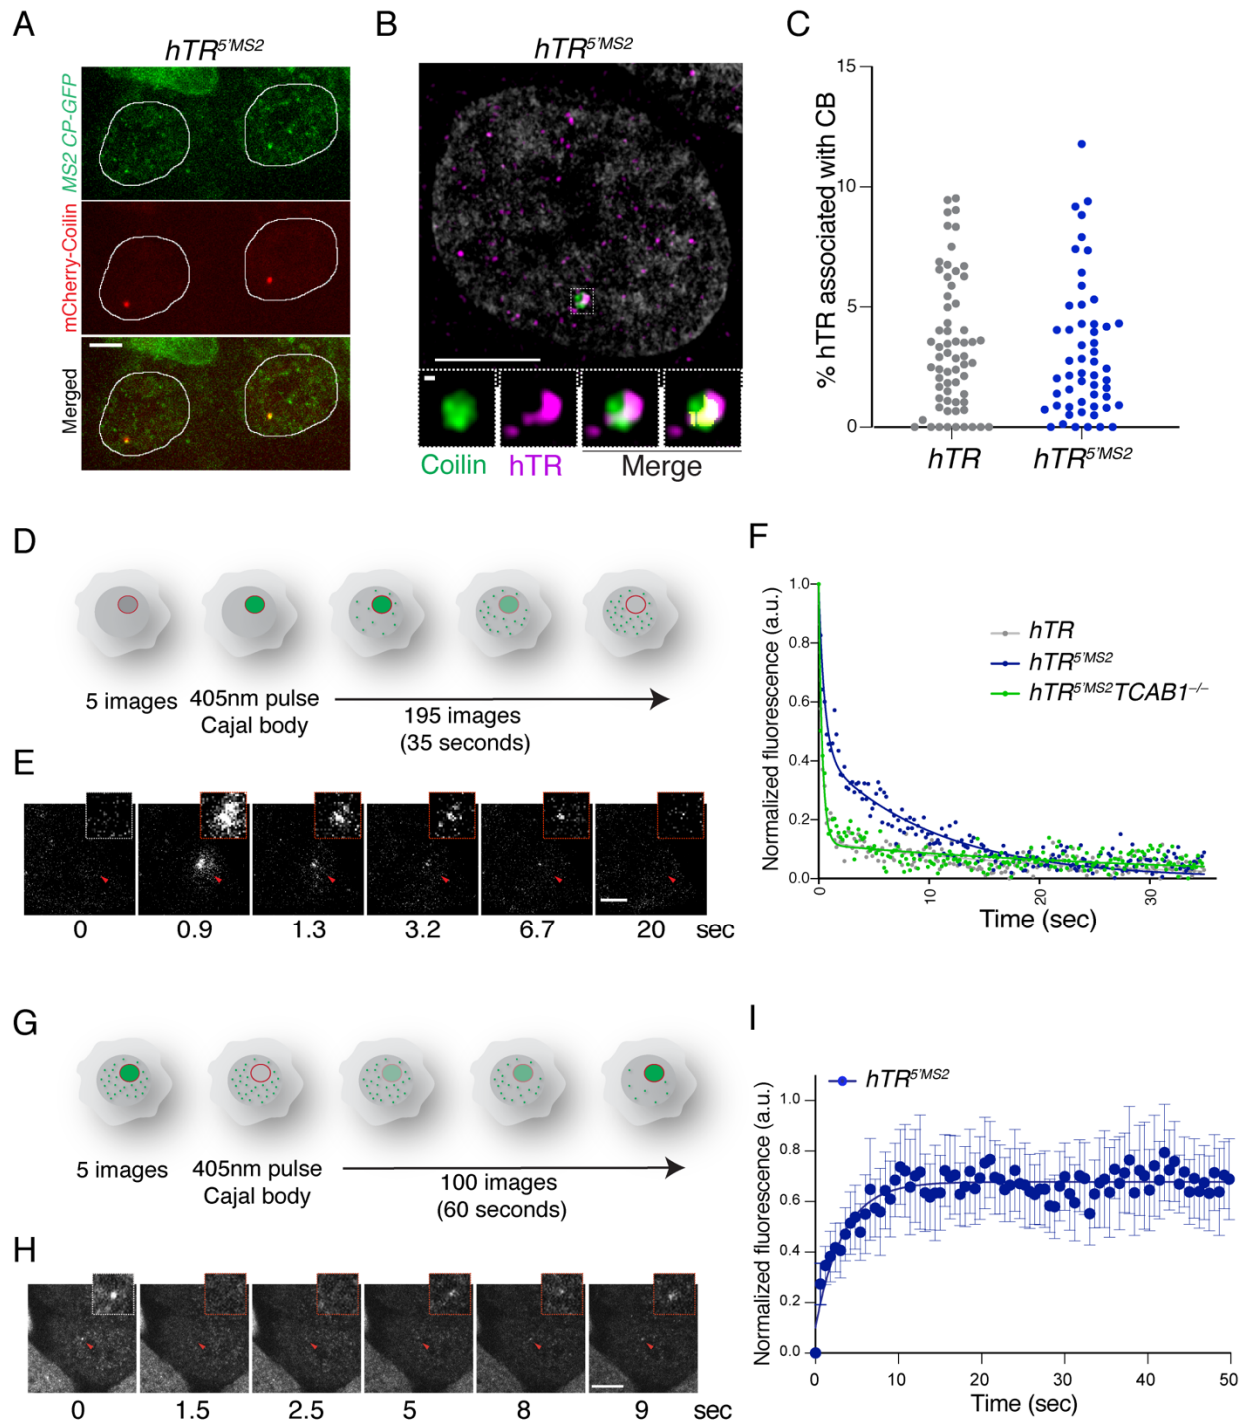 A
hTR5'MS2
MS2 CP-GFP
mCherry-Coilin
Merged
B
hTR5'MS2
Coilin
hTR
Merge
C
% hTR associated with CB
15
10
5
0
hTR
hTR5'MS2
D
5 images
405nm pulse
Cajal body
195 images
(35 seconds)
E
0
0.9
1.3
3.2
6.7
20
sec
F
Normalized fluorescence (a.u.)
1.0
0.8
0.6
0.4
0.2
0.0
0
10
20
30
Time (sec)
hTR
hTR5'MS2
hTR5'MS2TCAB1–/–
G
5 images
405nm pulse
Cajal body
100 images
(60 seconds)
H
0
1.5
2.5
5
8
9
sec
I
hTR5'MS2
Normalized fluorescence (a.u.)
1.0
0.8
0.6
0.4
0.2
0.0
0
10
20
30
40
50
Time (sec)